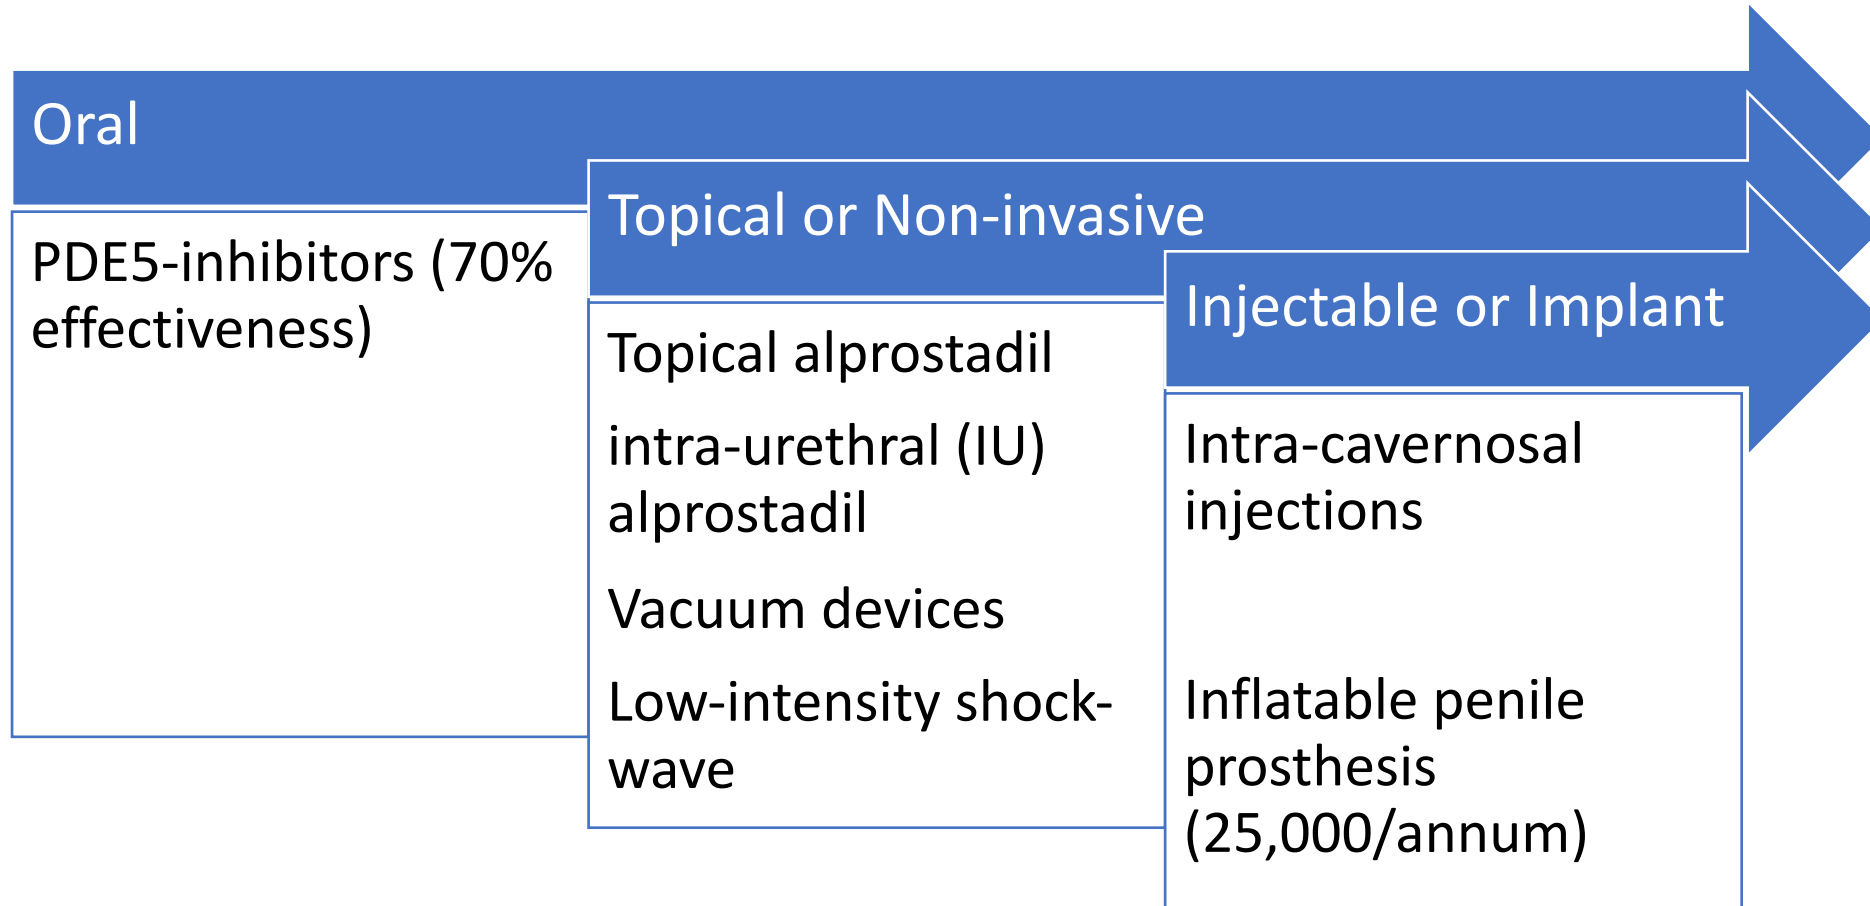 Oral
PDE5-inhibitors (70%
effectiveness)
Topical or Non-invasive
Topical alprostadil
intra-urethral (IU)
alprostadil
Vacuum devices
Low-intensity shock-
wave
Injectable or Implant
Intra-cavernosal
injections
Inflatable penile
prosthesis
(25,000/annum)